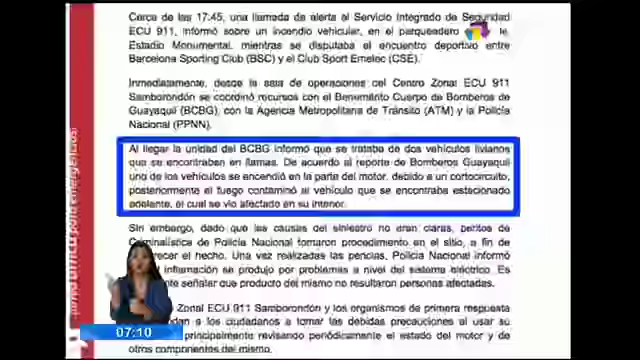 Cerca de las 17:45, una llamada de alerta al Servicio Integrado de Seguridad
ECU 911, informó sobre un incendio vehicular, en el parqueadero le
Estadio Monumental, mientras se disputaba el encuentro deportivo entre
Barcelona Sporting Club (BSC) y el Club Sport Emelec (CSE).
Inmediatamente, desde la sala de operaciones del Centro Zonal ECU 911
Samborondón se coordinó recursos con el Benemérito Cuerpo de Bomberos de
Guayaquil (BCBG), con la Agencia Metropolitana de Tránsito (ATM) y la Policía
Nacional (PPNN).
Al llegar la unidad del BCBG informó que se trataba de dos vehículos livianos
que se encontraban en llamas. De acuerdo al reporte de Bomberos Guayaquil
uno de los vehículos se encendió en la parte del motor, debido a un cortocircuito,
posteriormente el fuego contaminó al vehículo que se encontraba estacionado
adelante, el cual se vio afectado en su interior.
Sin embargo, dado que las causas del siniestro no eran claras, peritos de
Criminalística de Policía Nacional tomaron procedimiento en el sitio, a fin de
recer el hecho. Una vez realizadas las pericias, Policía Nacional informó
inflamación se produjo por problemas a nivel del sistema eléctrico. Es
ante señalar que producto del mismo no resultaron personas afectadas.
Zonal ECU 911 Samborondón y los organismos de primera respuesta
dan a los ciudadanos a tomar las debidas precauciones al usar su
principalmente revisando periódicamente el estado del motor y de
otros componentes del mismo.
único para emergencias
07:10